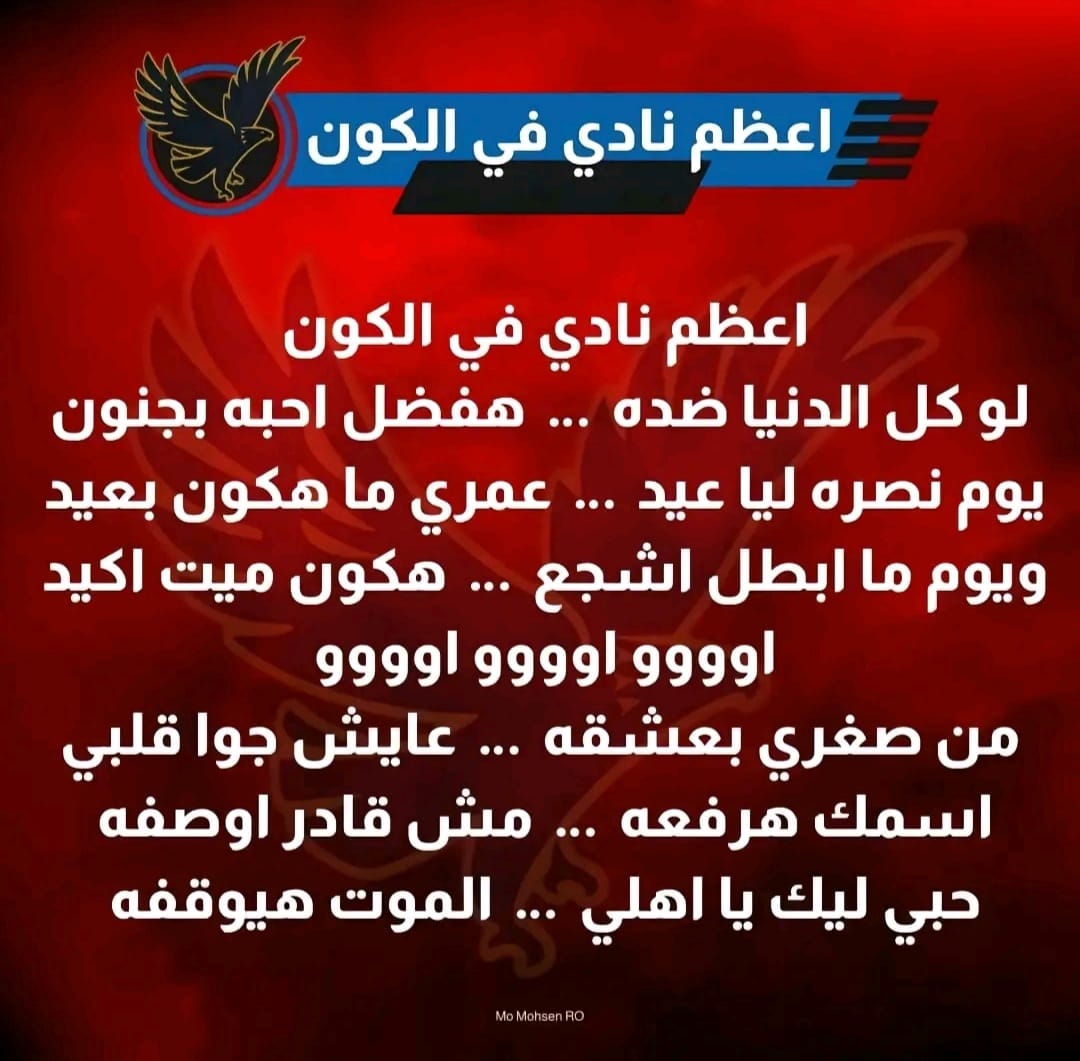 اعظم نادي في الكون
اعظم نادي في الكون
لو كل الدنيا ضده ... هفضل احبه بجنون
يوم نصره ليا عيد ... عمري ما هكون بعيد
ويوم ما ابطل اشجع ... هكون ميت اكيد
اوووو اوووو اوووو
من صغري بعشقه ... عايش جوا قلبي
اسمك هرفعه ... مش قادر اوصفه
حبي ليك يا اهلي ... الموت هيوقفه
Mo Mohsen RO